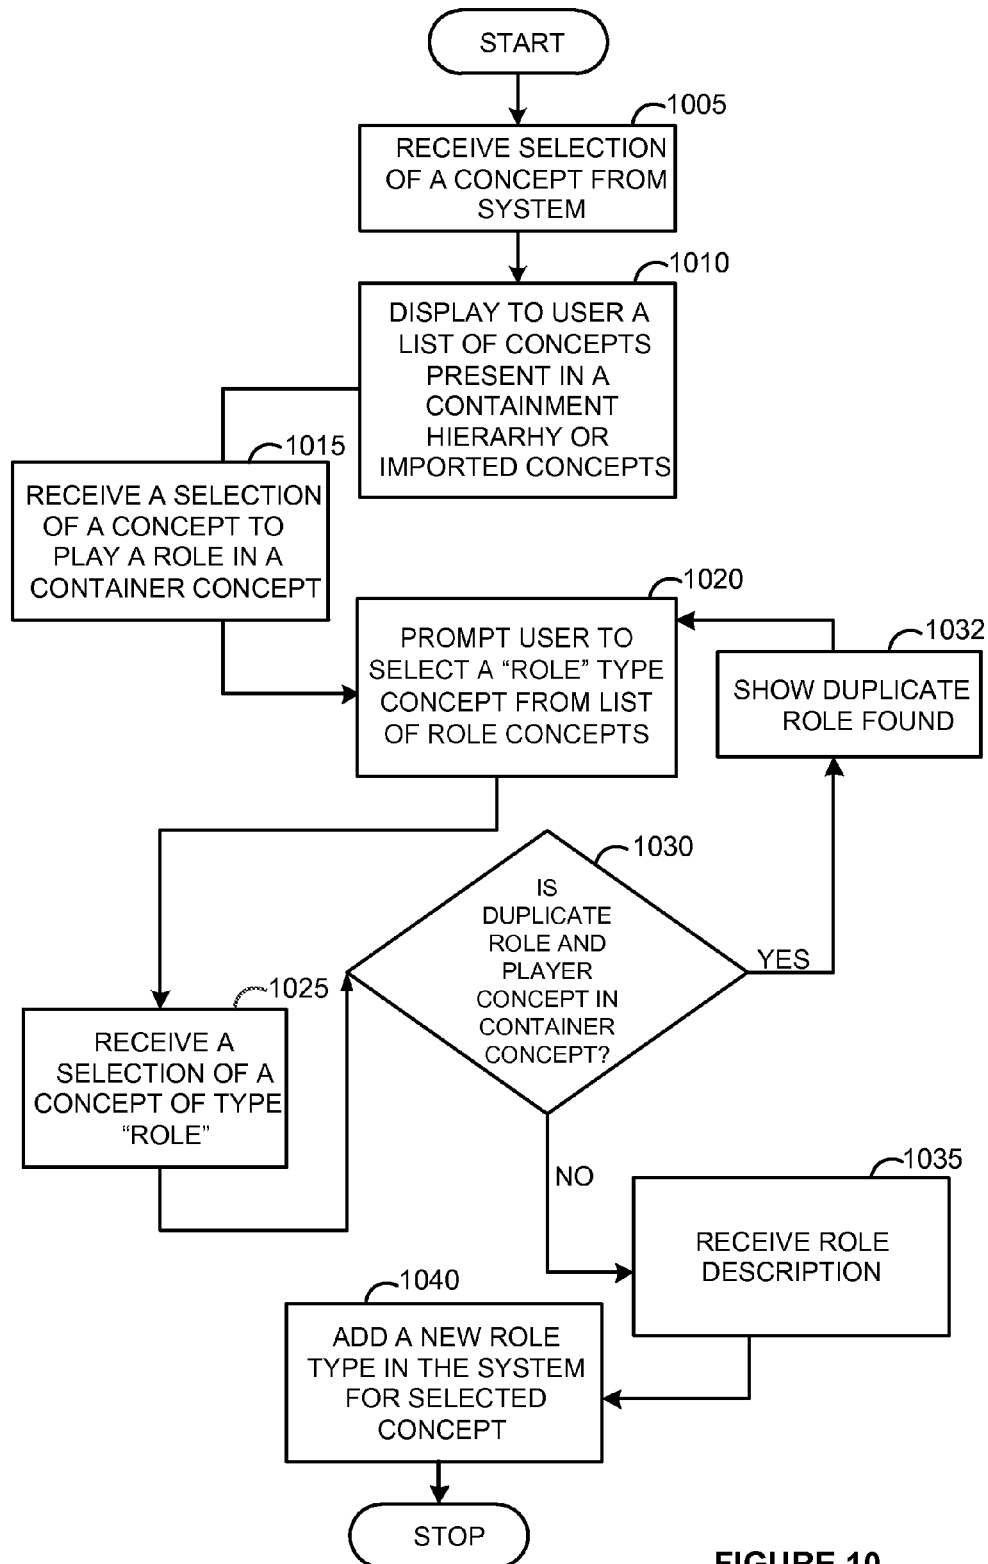 START
1005
RECEIVE SELECTION
OF A CONCEPT FROM
SYSTEM
1010
DISPLAY TO USER A
LIST OF CONCEPTS
PRESENT IN A
CONTAINMENT
HIERARHY OR
IMPORTED CONCEPTS
1015
RECEIVE A SELECTION
OF A CONCEPT TO
PLAY A ROLE IN A
CONTAINER CONCEPT
1020
PROMPT USER TO
SELECT A “ROLE” TYPE
CONCEPT FROM LIST
OF ROLE CONCEPTS
1032
SHOW DUPLICATE
ROLE FOUND
1030
IS
DUPLICATE
ROLE AND
PLAYER
CONCEPT IN
CONTAINER
CONCEPT?
YES
1025
RECEIVE A
SELECTION OF A
CONCEPT OF TYPE
“ROLE”
NO
1035
RECEIVE ROLE
DESCRIPTION
1040
ADD A NEW ROLE
TYPE IN THE SYSTEM
FOR SELECTED
CONCEPT
STOP
FIGURE 10